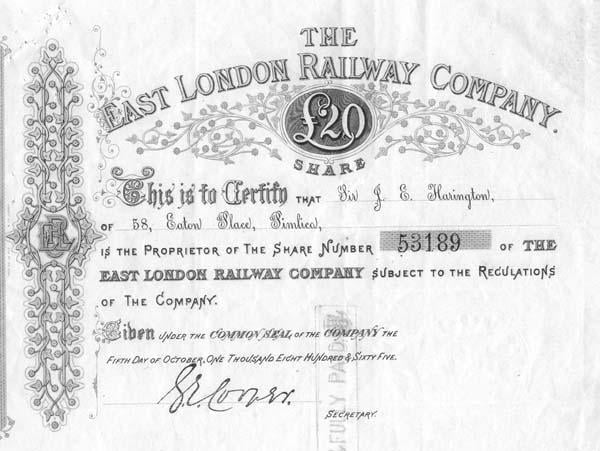 THE
EAST LONDON RAILWAY COMPANY.
£20
SHARE
This is to Certify THAT Sir J. E. Harington,
OF 58, Eaton Place, Pimlico,
IS THE PROPRIETOR OF THE SHARE NUMBER 53189 OF THE
EAST LONDON RAILWAY COMPANY SUBJECT TO THE REGULATIONS
OF THE COMPANY.
Given UNDER THE COMMON SEAL OF THE COMPANY THE
FIFTH DAY OF OCTOBER, ONE THOUSAND EIGHT HUNDRED & SIXTY FIVE.
Cooper.
SECRETARY.
FULLY PAID